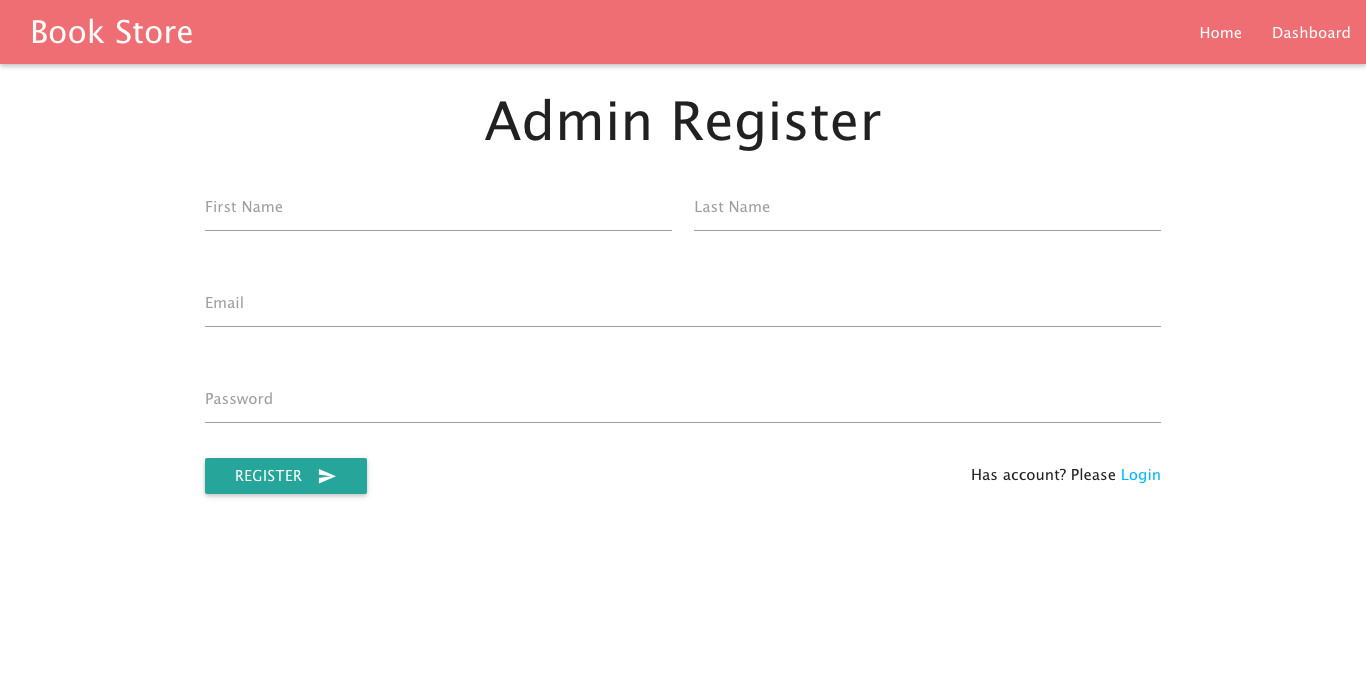 Book Store
Home
Dashboard
Admin Register
First Name
Last Name
Email
Password
REGISTER
Has account? Please Login